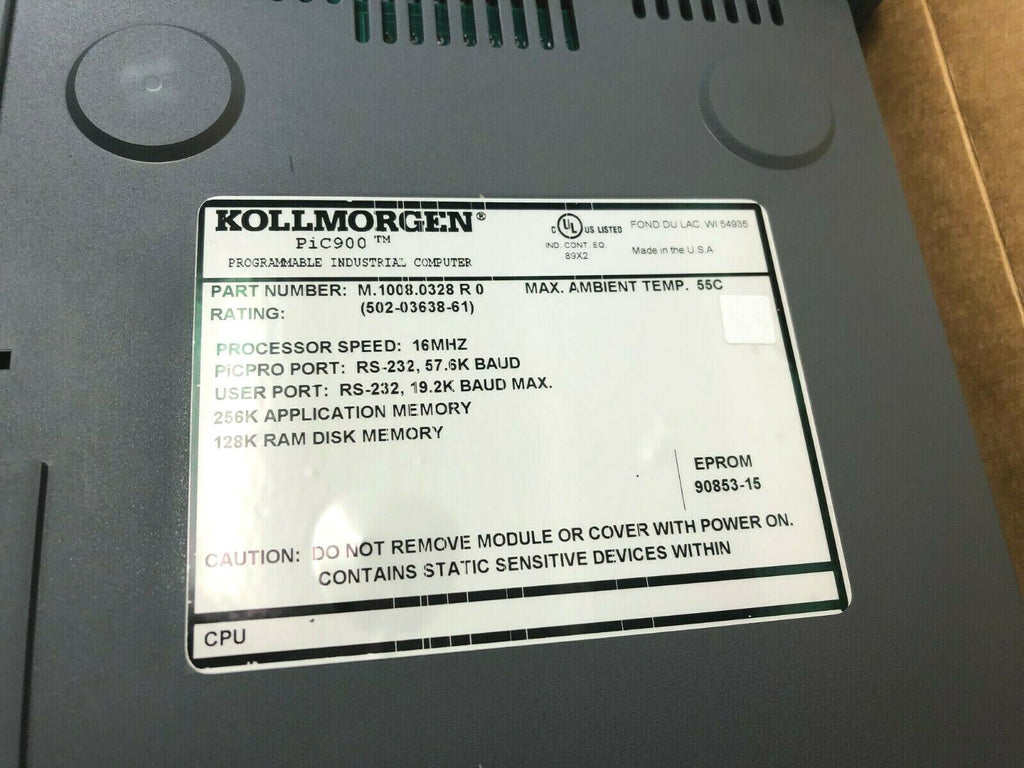 KOLLMORGEN®
PiC900™
PROGRAMMABLE INDUSTRIAL COMPUTER
C UL US LISTED
IND. CONT. EQ.
89X2
FOND DU LAC, WI 54935
Made in the U.S.A
PART NUMBER: M.1008.0328 R 0 MAX. AMBIENT TEMP. 55C
RATING: (502-03638-61)
PROCESSOR SPEED: 16MHZ
PiCPRO PORT: RS-232, 57.6K BAUD
USER PORT: RS-232, 19.2K BAUD MAX.
256K APPLICATION MEMORY
128K RAM DISK MEMORY
EPROM
90853-15
CAUTION: DO NOT REMOVE MODULE OR COVER WITH POWER ON.
CONTAINS STATIC SENSITIVE DEVICES WITHIN
CPU